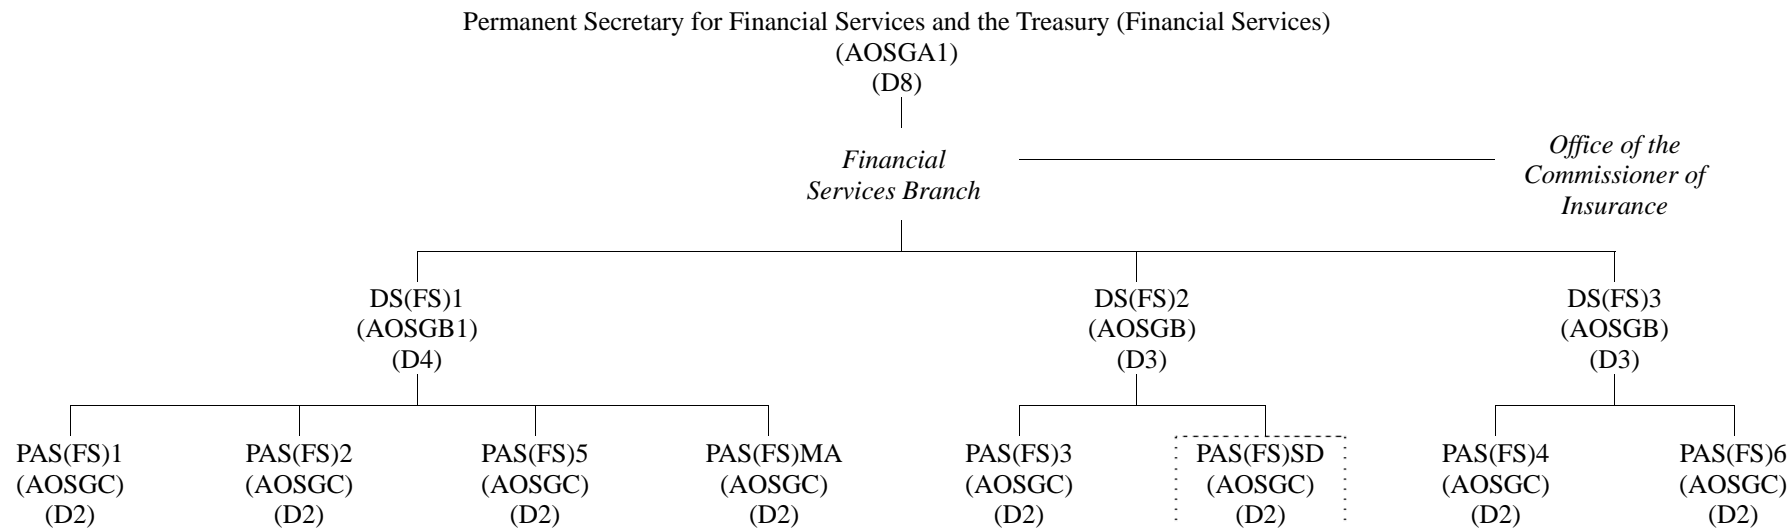 Permanent Secretary for Financial Services and the Treasury (Financial Services)
(AOSGA1)
(D8)
Financial
Services Branch
Office of the
Commissioner of
Insurance
DS(FS)1
(AOSGB1)
(D4)
DS(FS)2
(AOSGB)
(D3)
DS(FS)3
(AOSGB)
(D3)
PAS(FS)1
(AOSGC)
(D2)
PAS(FS)2
(AOSGC)
(D2)
PAS(FS)5
(AOSGC)
(D2)
PAS(FS)MA
(AOSGC)
(D2)
PAS(FS)3
(AOSGC)
(D2)
PAS(FS)SD
(AOSGC)
(D2)
PAS(FS)4
(AOSGC)
(D2)
PAS(FS)6
(AOSGC)
(D2)